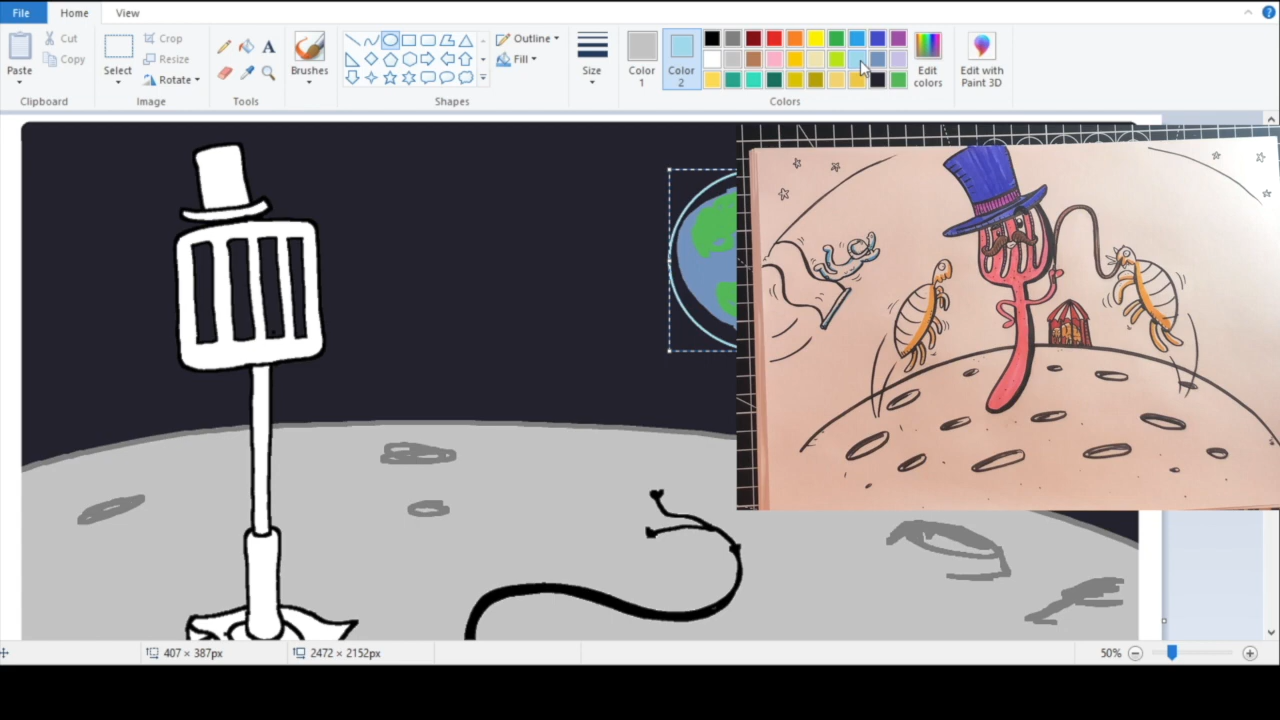 File Home View
Paste
Cut
Copy
Clipboard
Select
Crop
Resize
Rotate
Image
A
Tools
Brushes
Outline
Fill
Shapes
Size
Color
1
Color
2
Colors
Edit
colors
Edit with
Paint 3D
407 × 387px 2472 × 2152px 50%